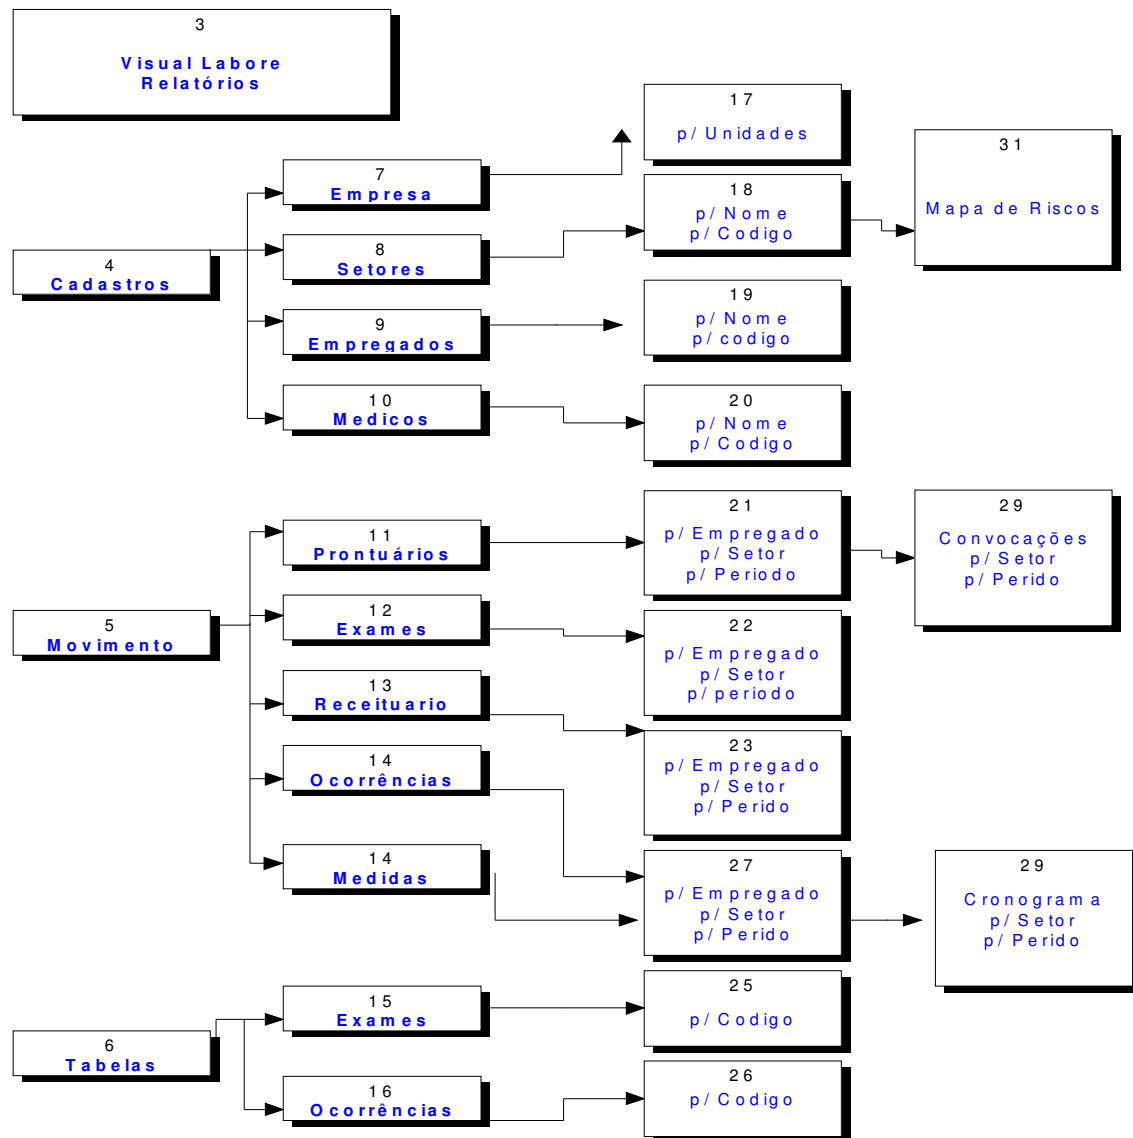 3
Visual Labore
Relatórios
17
p/ Unidades
31
Mapa de Riscos
7
Empresa
18
p/ Nome
p/ Codigo
8
Setores
4
Cadastros
19
p/ Nome
p/ codigo
9
Empregados
10
Medicos
20
p/ Nome
p/ Codigo
21
p/ Empregado
p/ Setor
p/ Periodo
29
Convocações
p/ Setor
p/ Perido
11
Prontuários
12
Exames
5
Movimento
22
p/ Empregado
p/ Setor
p/ periodo
13
Receituario
23
p/ Empregado
p/ Setor
p/ Perido
14
Ocorrências
14
Medidas
27
p/ Empregado
p/ Setor
p/ Perido
29
Cronograma
p/ Setor
p/ Perido
15
Exames
25
p/ Codigo
6
Tabelas
16
Ocorrências
26
p/ Codigo